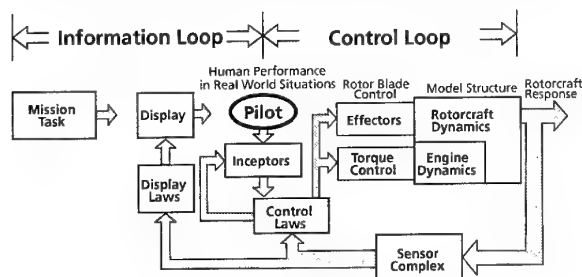 Information Loop
Control Loop
Human Performance
in Real World Situations
Rotor Blade
Control
Model Structure
Rotorcraft
Response
Mission
Task
Display
Pilot
Effectors
Rotorcraft
Dynamics
Inceptors
Torque
Control
Engine
Dynamics
Display
Laws
Control
Laws
Sensor
Complex